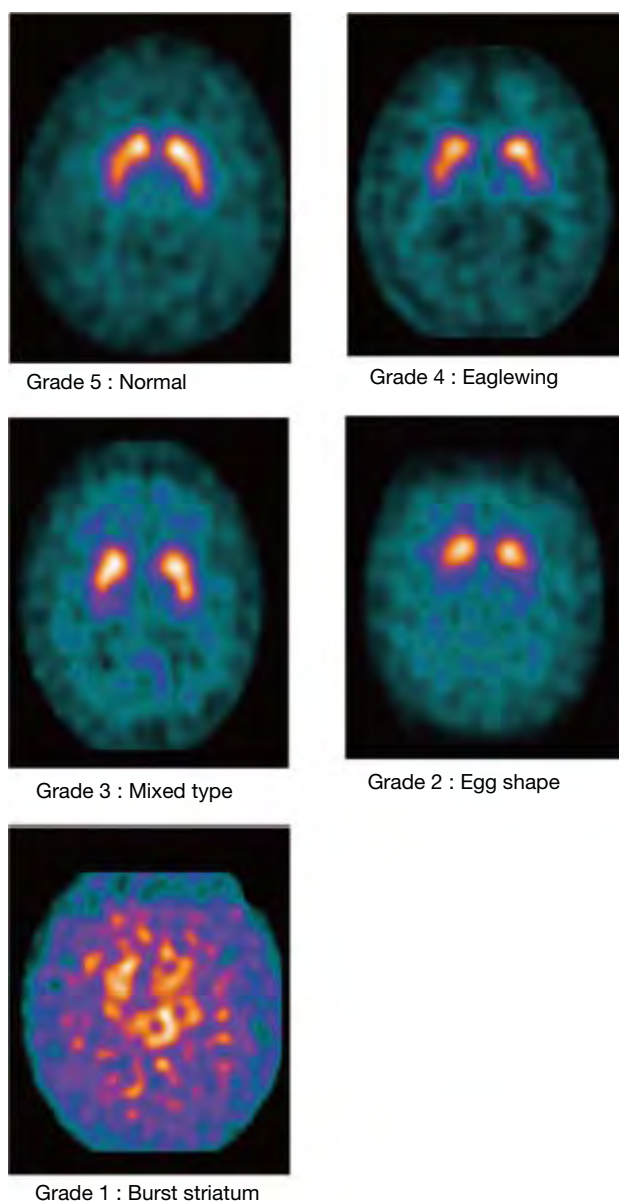 Grade 5 : Normal
Grade 4 : Eaglewing
Grade 3 : Mixed type
Grade 2 : Egg shape
Grade 1 : Burst striatum